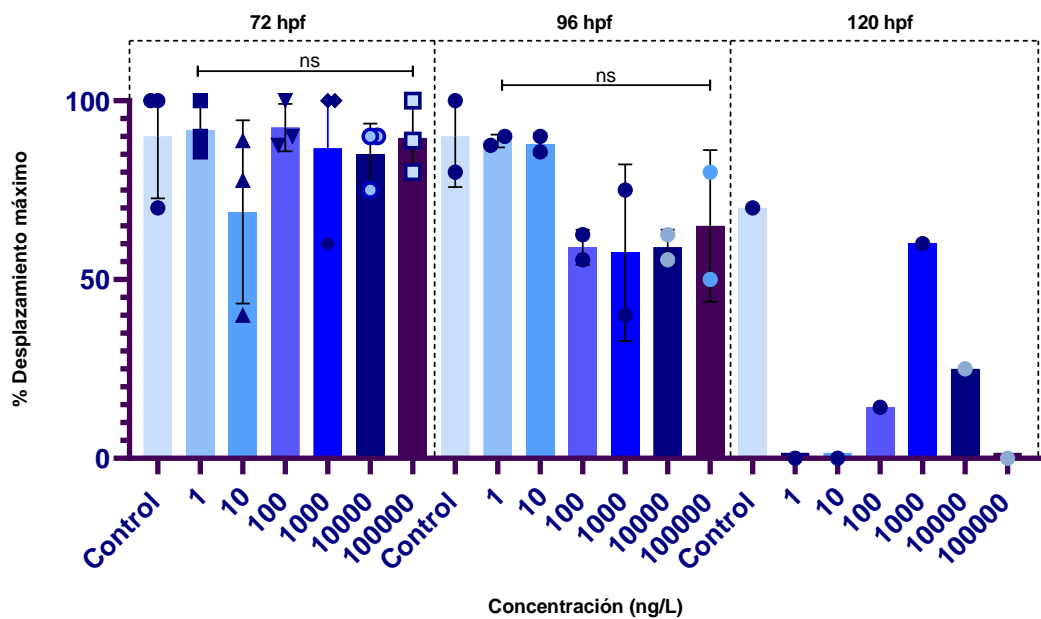 72 hpf 96 hpf 120 hpf
ns ns
% Desplazamiento máximo
100
50
0
Control 1 10 100 1000 10000 100000 Control 1 10 100 1000 10000 100000 Control 1 10 100 1000 10000 100000
Concentración (ng/L)